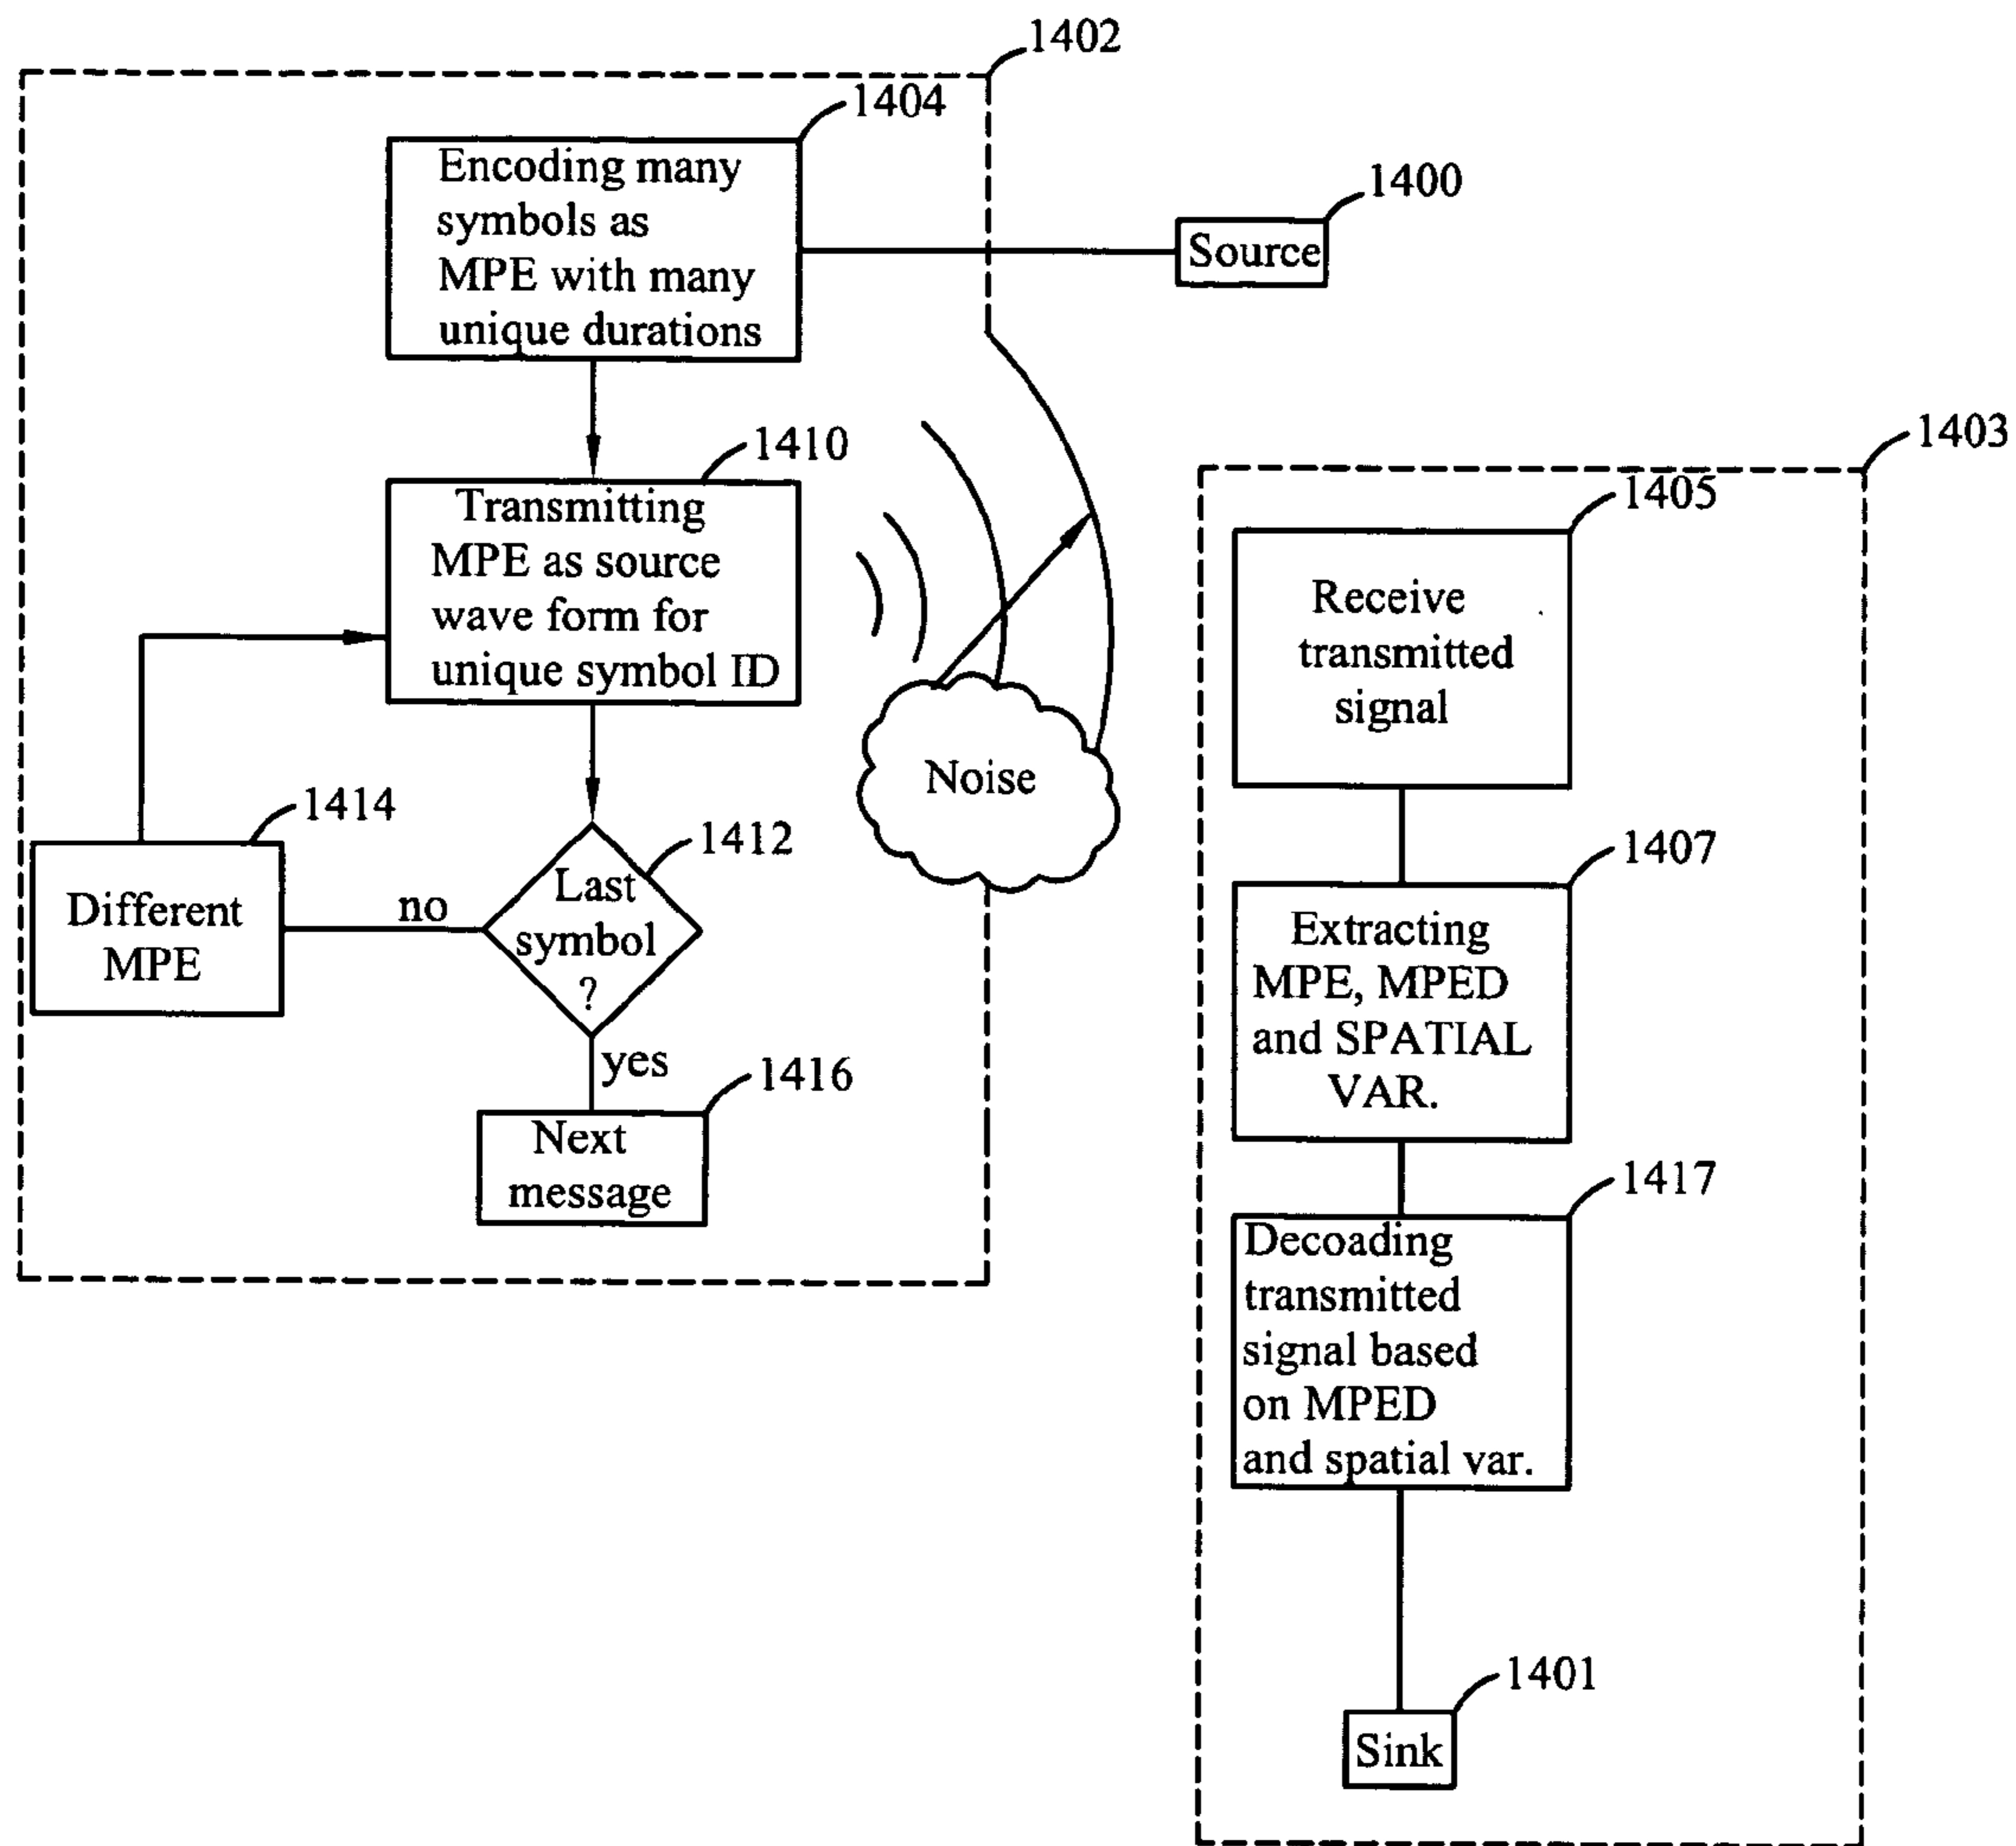 1402
1404
Encoding many
symbols as
MPE with many
unique durations
1400
Source
1410
Transmitting
MPE as source
wave form for
unique symbol ID
Noise
1414
Different
MPE
no
1412
Last
symbol
?
yes
1416
Next
message
1403
1405
Receive
transmitted
signal
1407
Extracting
MPE, MPED
and SPATIAL
VAR.
1417
Decoading
transmitted
signal based
on MPED
and spatial var.
1401
Sink